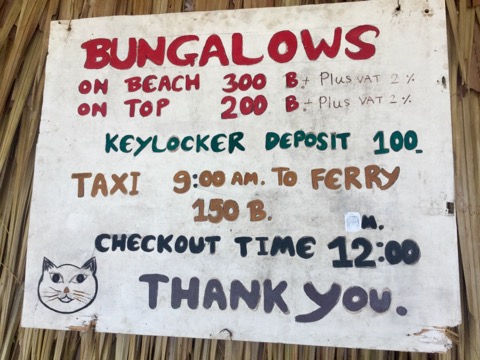 BUNGALOWS
ON BEACH 300 B.+ Plus VAT 2%
ON TOP 200 B.+ Plus VAT 2%
KEYLOCKER DEPOSIT 100.
TAXI 9:00 AM. TO FERRY
150 B.
M.
CHECKOUT TIME 12:00
THANK YOU.